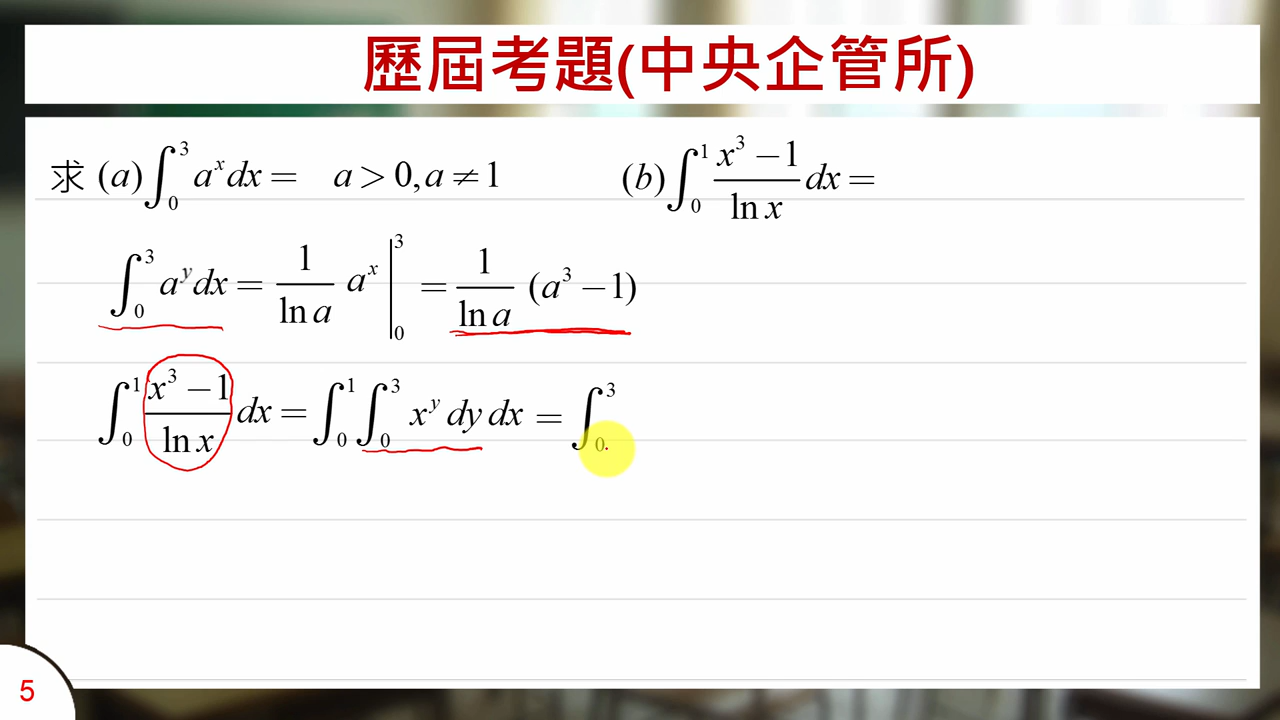 歷屆考題(中央企管所)
求 (a) ∫₀³ aˣ dx =   a > 0, a ≠ 1   (b) ∫₀¹ (x³ − 1)/(ln x) dx =
∫₀³ aʸ dx = (1/ln a) aˣ |₀³ = (1/ln a) (a³ − 1)
∫₀¹ (x³ − 1)/(ln x) dx = ∫₀¹ ∫₀³ xʸ dy dx = ∫₀³
5